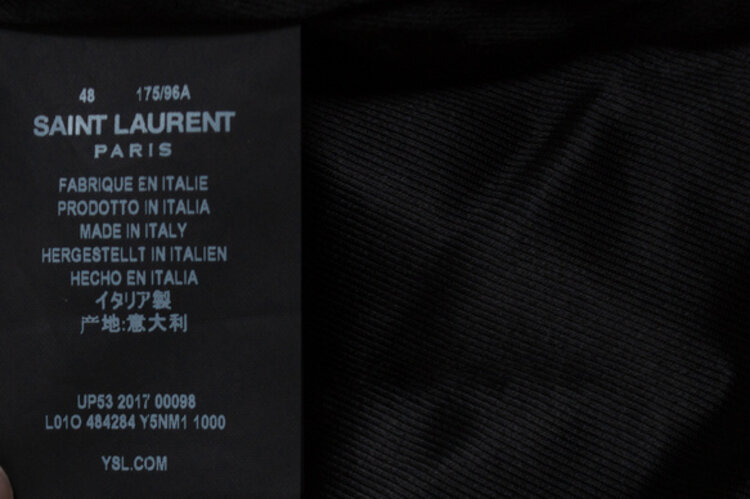 48 175/96A
SAINT LAURENT
PARIS
FABRIQUE EN ITALIE
PRODOTTO IN ITALIA
MADE IN ITALY
HERGESTELLT IN ITALIEN
HECHO EN ITALIA
イタリア製
产地:意大利
UP53 2017 00098
L01O 484284 Y5NM1 1000
YSL.COM